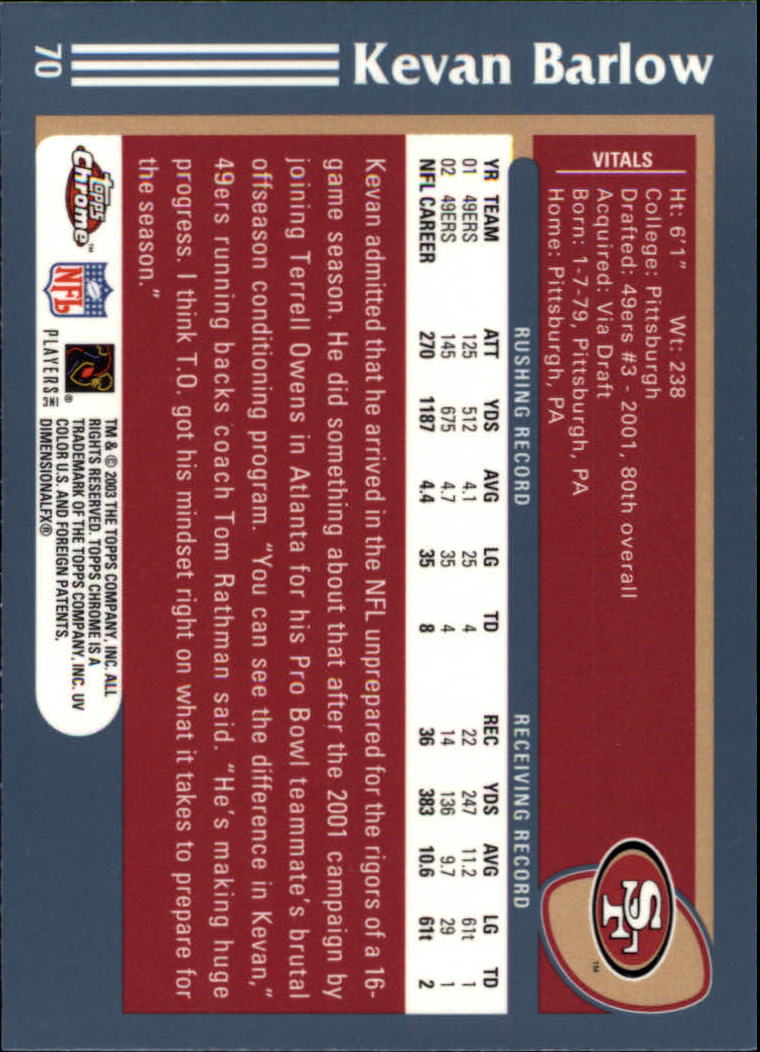 70 Kevan Barlow
VITALS
Ht: 6'1" Wt: 238
College: Pittsburgh
Drafted: 49ers #3 - 2001, 80th overall
Acquired: Via Draft
Born: 1-7-79, Pittsburgh, PA
Home: Pittsburgh, PA
SF
TM
RUSHING RECORD RECEIVING RECORD
YR TEAM ATT YDS AVG LG TD REC YDS AVG LG TD
01 49ERS 125 512 4.1 25 4 22 247 11.2 61t 1
02 49ERS 145 675 4.7 35 4 14 136 9.7 29 1
NFL CAREER 270 1187 4.4 35 8 36 383 10.6 61t 2
Kevan admitted that he arrived in the NFL unprepared for the rigors of a 16-
game season. He did something about that after the 2001 campaign by
joining Terrell Owens in Atlanta for his Pro Bowl teammate's brutal
offseason conditioning program. "You can see the difference in Kevan,"
49ers running backs coach Tom Rathman said. "He's making huge
progress. I think T.O. got his mindset right on what it takes to prepare for
the season."
Topps Chrome™
NFL
®
PLAYERS INC
TM & © 2003 THE TOPPS COMPANY, INC. ALL
RIGHTS RESERVED. TOPPS CHROME IS A
TRADEMARK OF THE TOPPS COMPANY, INC. UV
COLOR U.S. AND FOREIGN PATENTS,
DIMENSIONALFX®